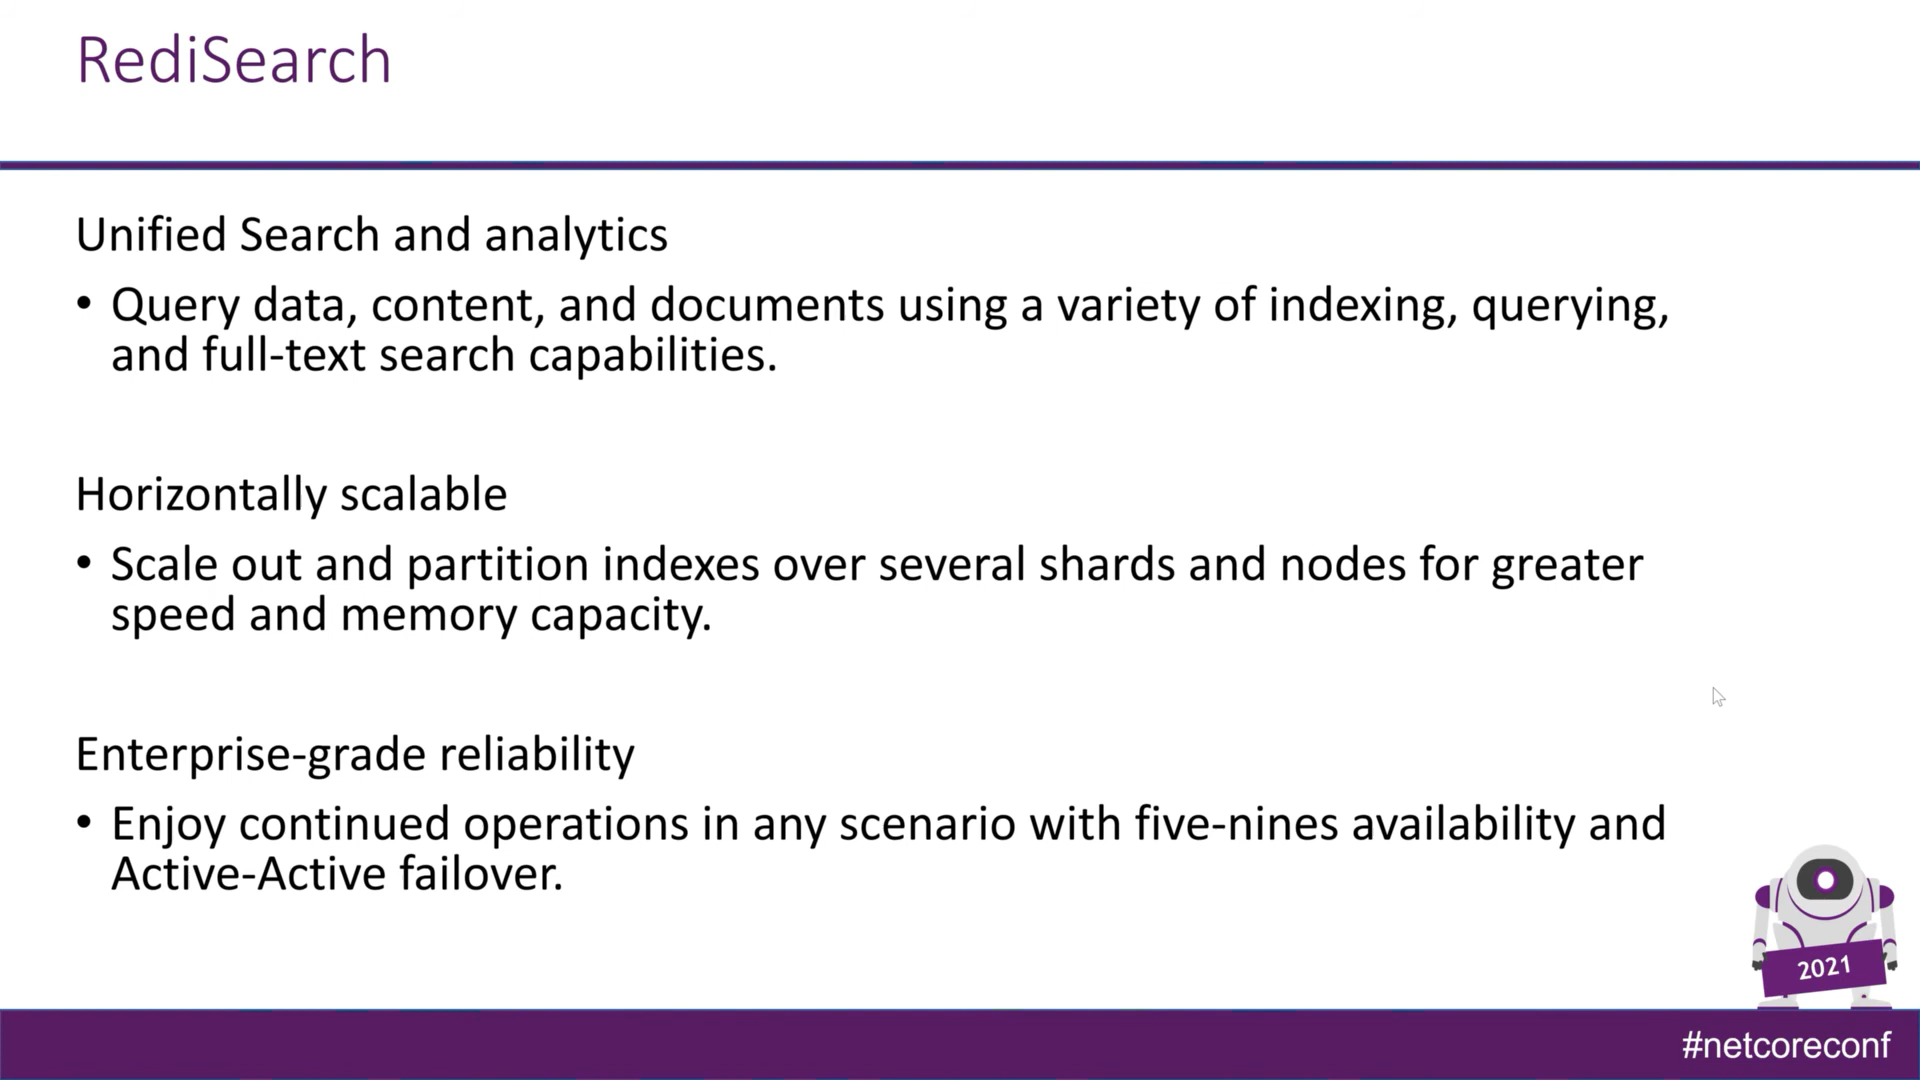 RediSearch
Unified Search and analytics
• Query data, content, and documents using a variety of indexing, querying,
and full-text search capabilities.
Horizontally scalable
• Scale out and partition indexes over several shards and nodes for greater
speed and memory capacity.
Enterprise-grade reliability
• Enjoy continued operations in any scenario with five-nines availability and
Active-Active failover.
2021
#netcoreconf